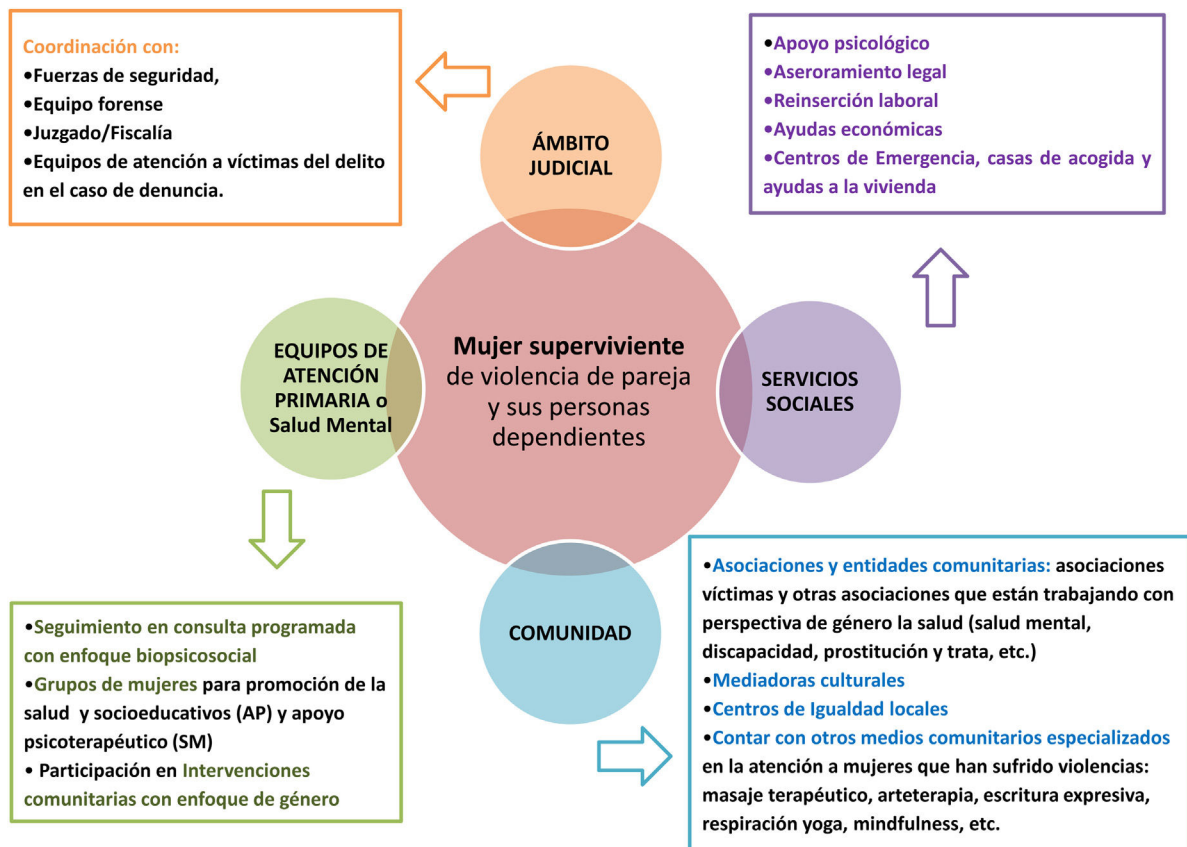 Coordinación con:
•Fuerzas de seguridad,
•Equipo forense
•Juzgado/Fiscalía
•Equipos de atención a víctimas del delito
en el caso de denuncia.
ÁMBITO
JUDICIAL
•Apoyo psicológico
•Aseroramiento legal
•Reinserción laboral
•Ayudas económicas
•Centros de Emergencia, casas de acogida y
ayudas a la vivienda
EQUIPOS DE
ATENCIÓN
PRIMARIA o
Salud Mental
Mujer superviviente
de violencia de pareja
y sus personas
dependientes
SERVICIOS
SOCIALES
COMUNIDAD
•Seguimiento en consulta programada
con enfoque biopsicosocial
•Grupos de mujeres para promoción de la
salud y socioeducativos (AP) y apoyo
psicoterapéutico (SM)
• Participación en Intervenciones
comunitarias con enfoque de género
•Asociaciones y entidades comunitarias: asociaciones
víctimas y otras asociaciones que están trabajando con
perspectiva de género la salud (salud mental,
discapacidad, prostitución y trata, etc.)
•Mediadoras culturales
•Centros de Igualdad locales
•Contar con otros medios comunitarios especializados
en la atención a mujeres que han sufrido violencias:
masaje terapéutico, arteterapia, escritura expresiva,
respiración yoga, mindfulness, etc.